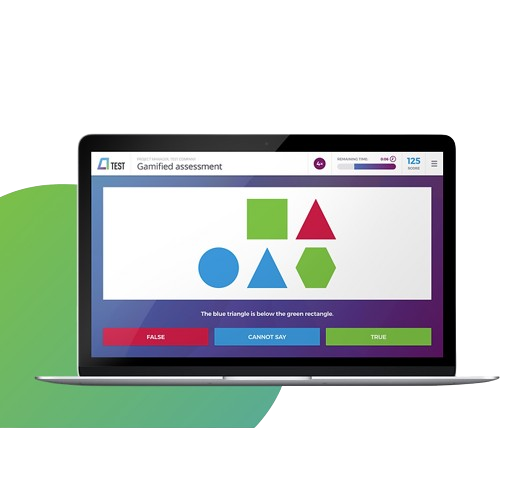 TEST
PROJECT MANAGER, TEST COMPANY
Gamified assessment
4×
REMAINING TIME
0:06
125
SCORE
The blue triangle is below the green rectangle.
FALSE
CANNOT SAY
TRUE